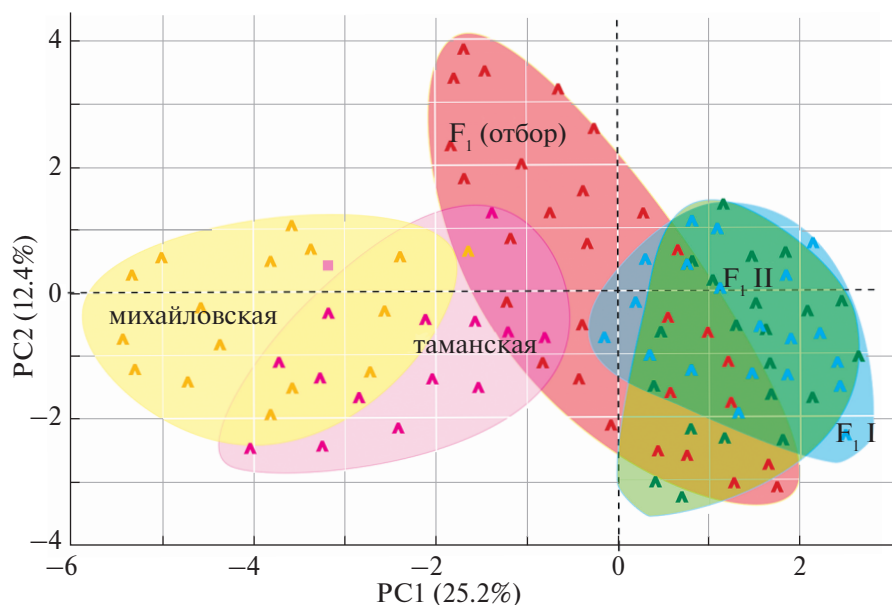 4
F₁ (отбор)
2
PC2 (12.4%)
0
F₁ II
михайловская
таманская
−2
F₁ I
−4
−6
−4
−2
0
2
PC1 (25.2%)